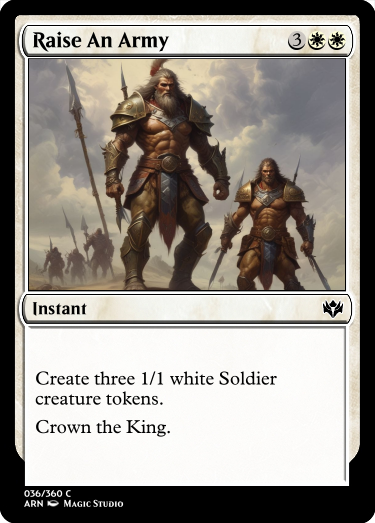 Raise An Army 3
Instant
Create three 1/1 white Soldier
creature tokens.
Crown the King.
036/360 C
ARN Magic Studio